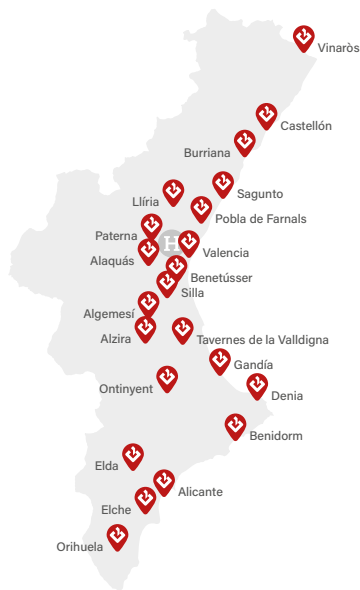 Vinaròs
Castellón
Burriana
Sagunto
Llíria
Pobla de Farnals
Paterna
H
Valencia
Alaquás
Benetússer
Silla
Algemesí
Alzira
Tavernes de la Valldigna
Gandía
Ontinyent
Denia
Benidorm
Elda
Alicante
Elche
Orihuela